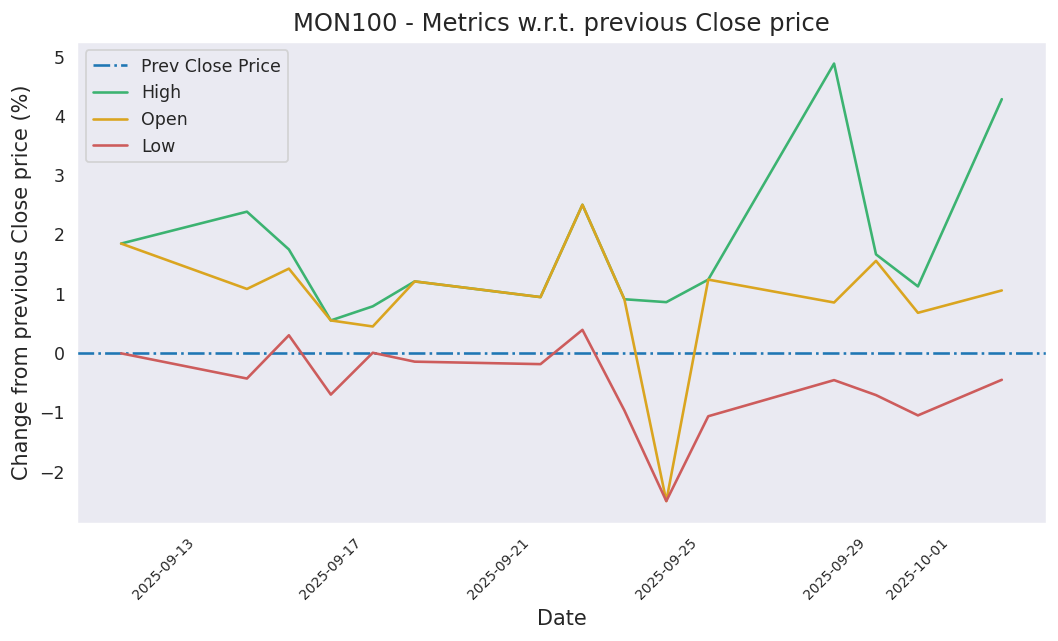 MON100 - Metrics w.r.t. previous Close price
Prev Close Price
High
Open
Low
Change from previous Close price (%)
5
4
3
2
1
0
−1
−2
2025-09-13
2025-09-17
2025-09-21
2025-09-25
2025-09-29
2025-10-01
Date